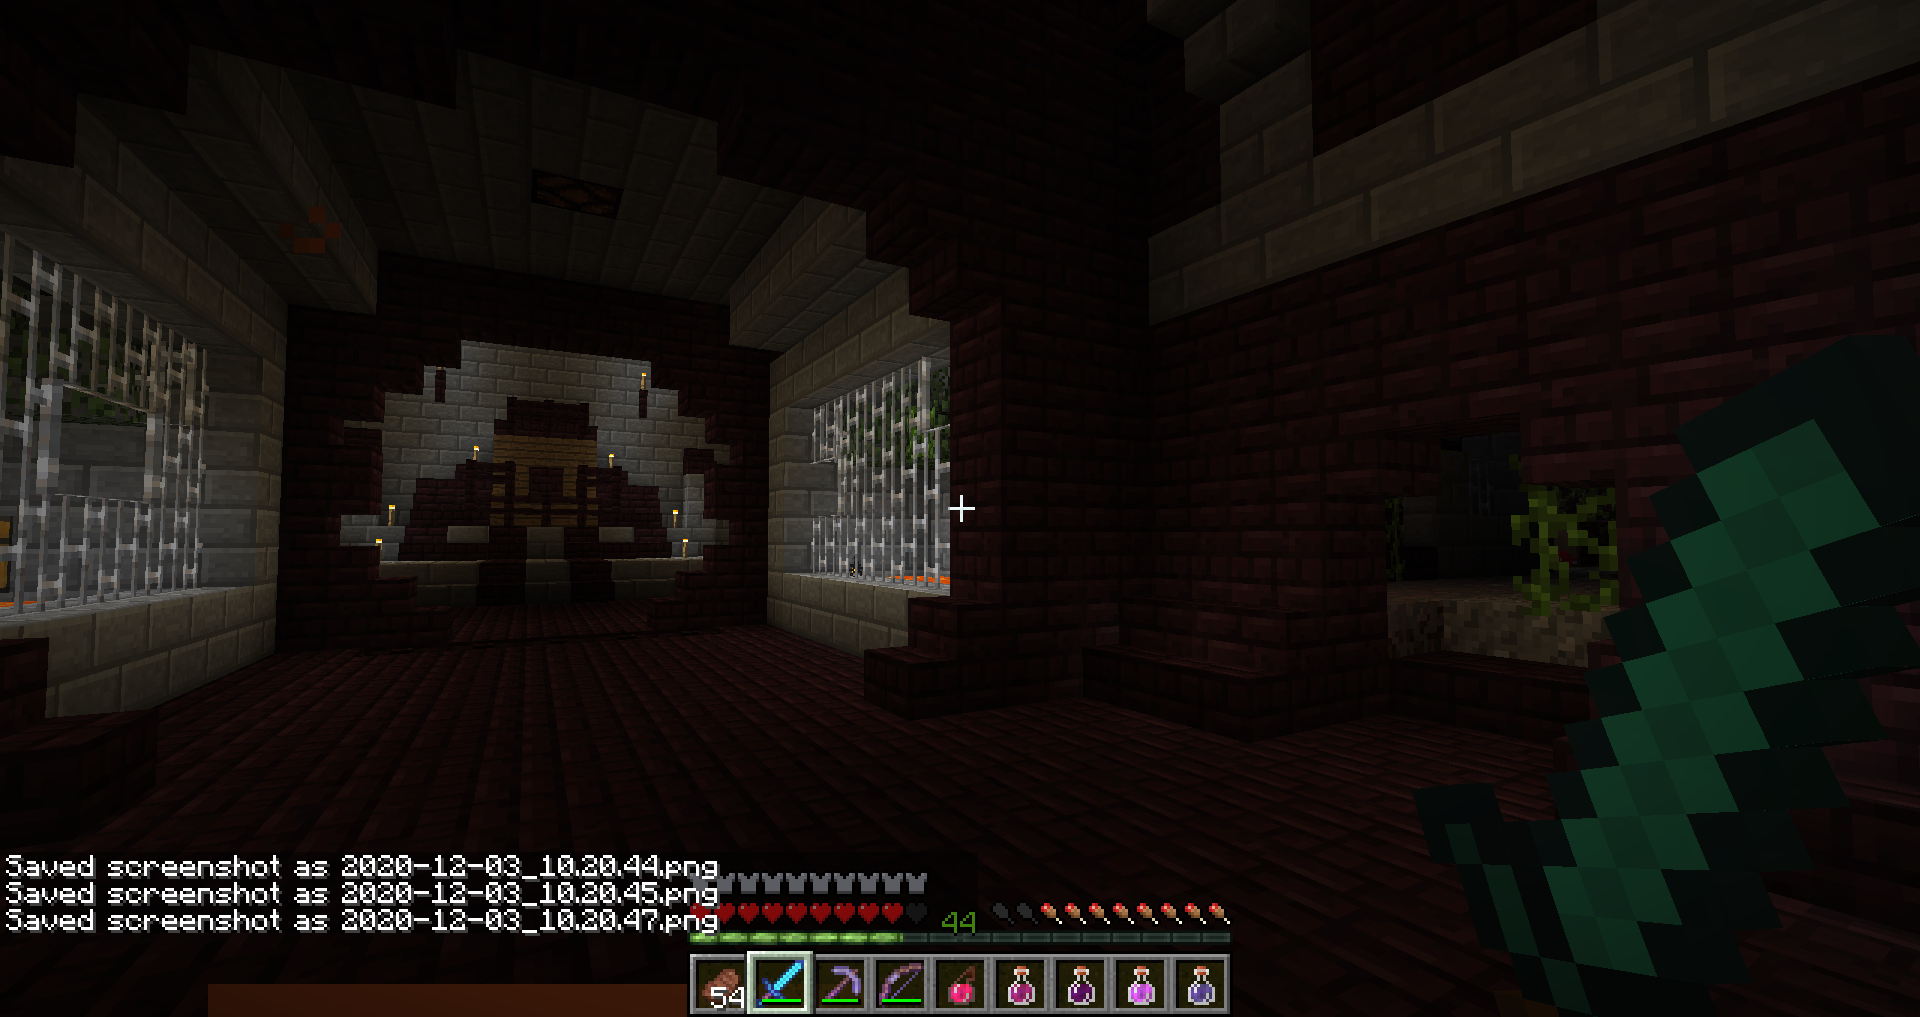 Saved screenshot as 2020-12-03_10.20.44.png
Saved screenshot as 2020-12-03_10.20.45.png
Saved screenshot as 2020-12-03_10.20.47.png
44
54